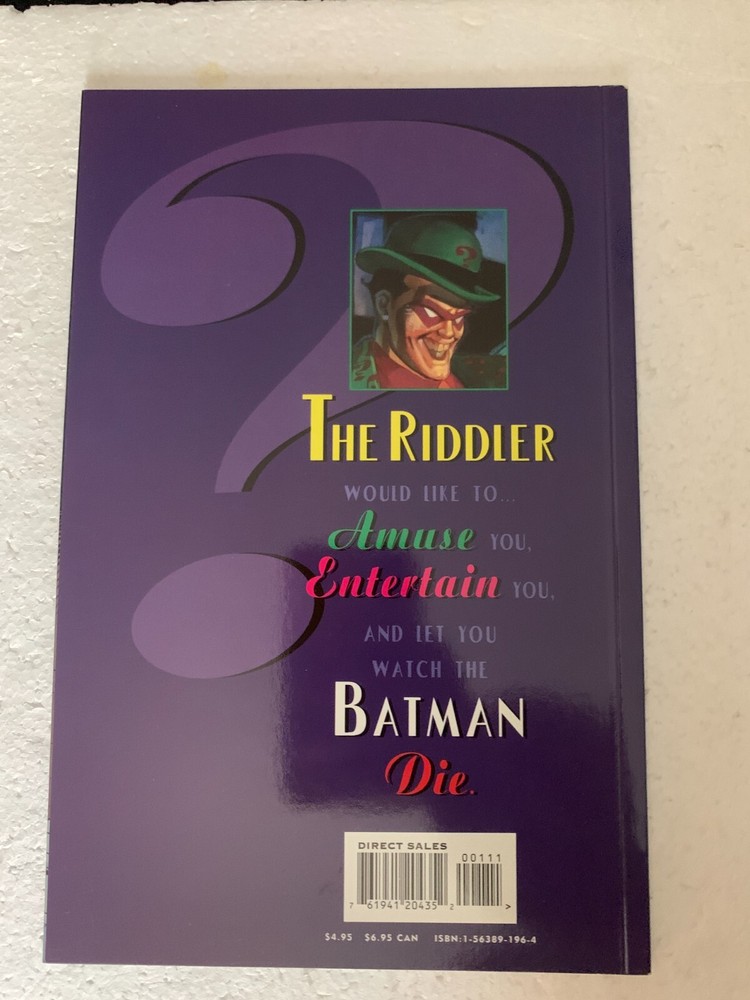 THE RIDDLER
WOULD LIKE TO...
Amuse YOU,
Entertain YOU,
AND LET YOU
WATCH THE
BATMAN
Die.
DIRECT SALES
00111
7 61941 20435 2 >
$4.95 $6.95 CAN ISBN:1-56389-196-4